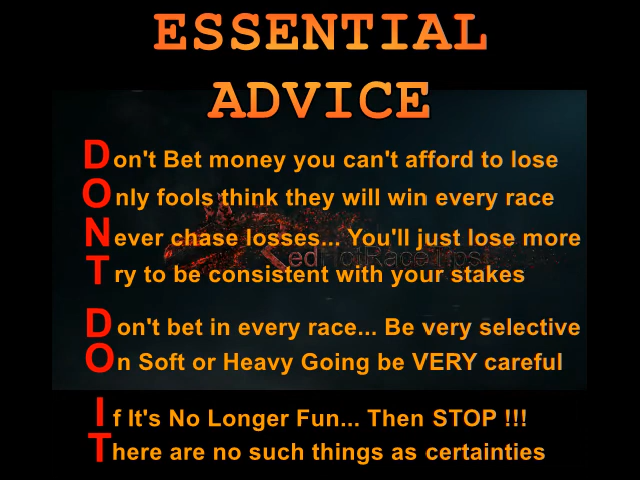 ESSENTIAL
ADVICE
Don't Bet money you can't afford to lose
Only fools think they will win every race
Never chase losses... You'll just lose more
RedHotRaceTips
Try to be consistent with your stakes
Don't bet in every race... Be very selective
On Soft or Heavy Going be VERY careful
If It's No Longer Fun... Then STOP !!!
There are no such things as certainties